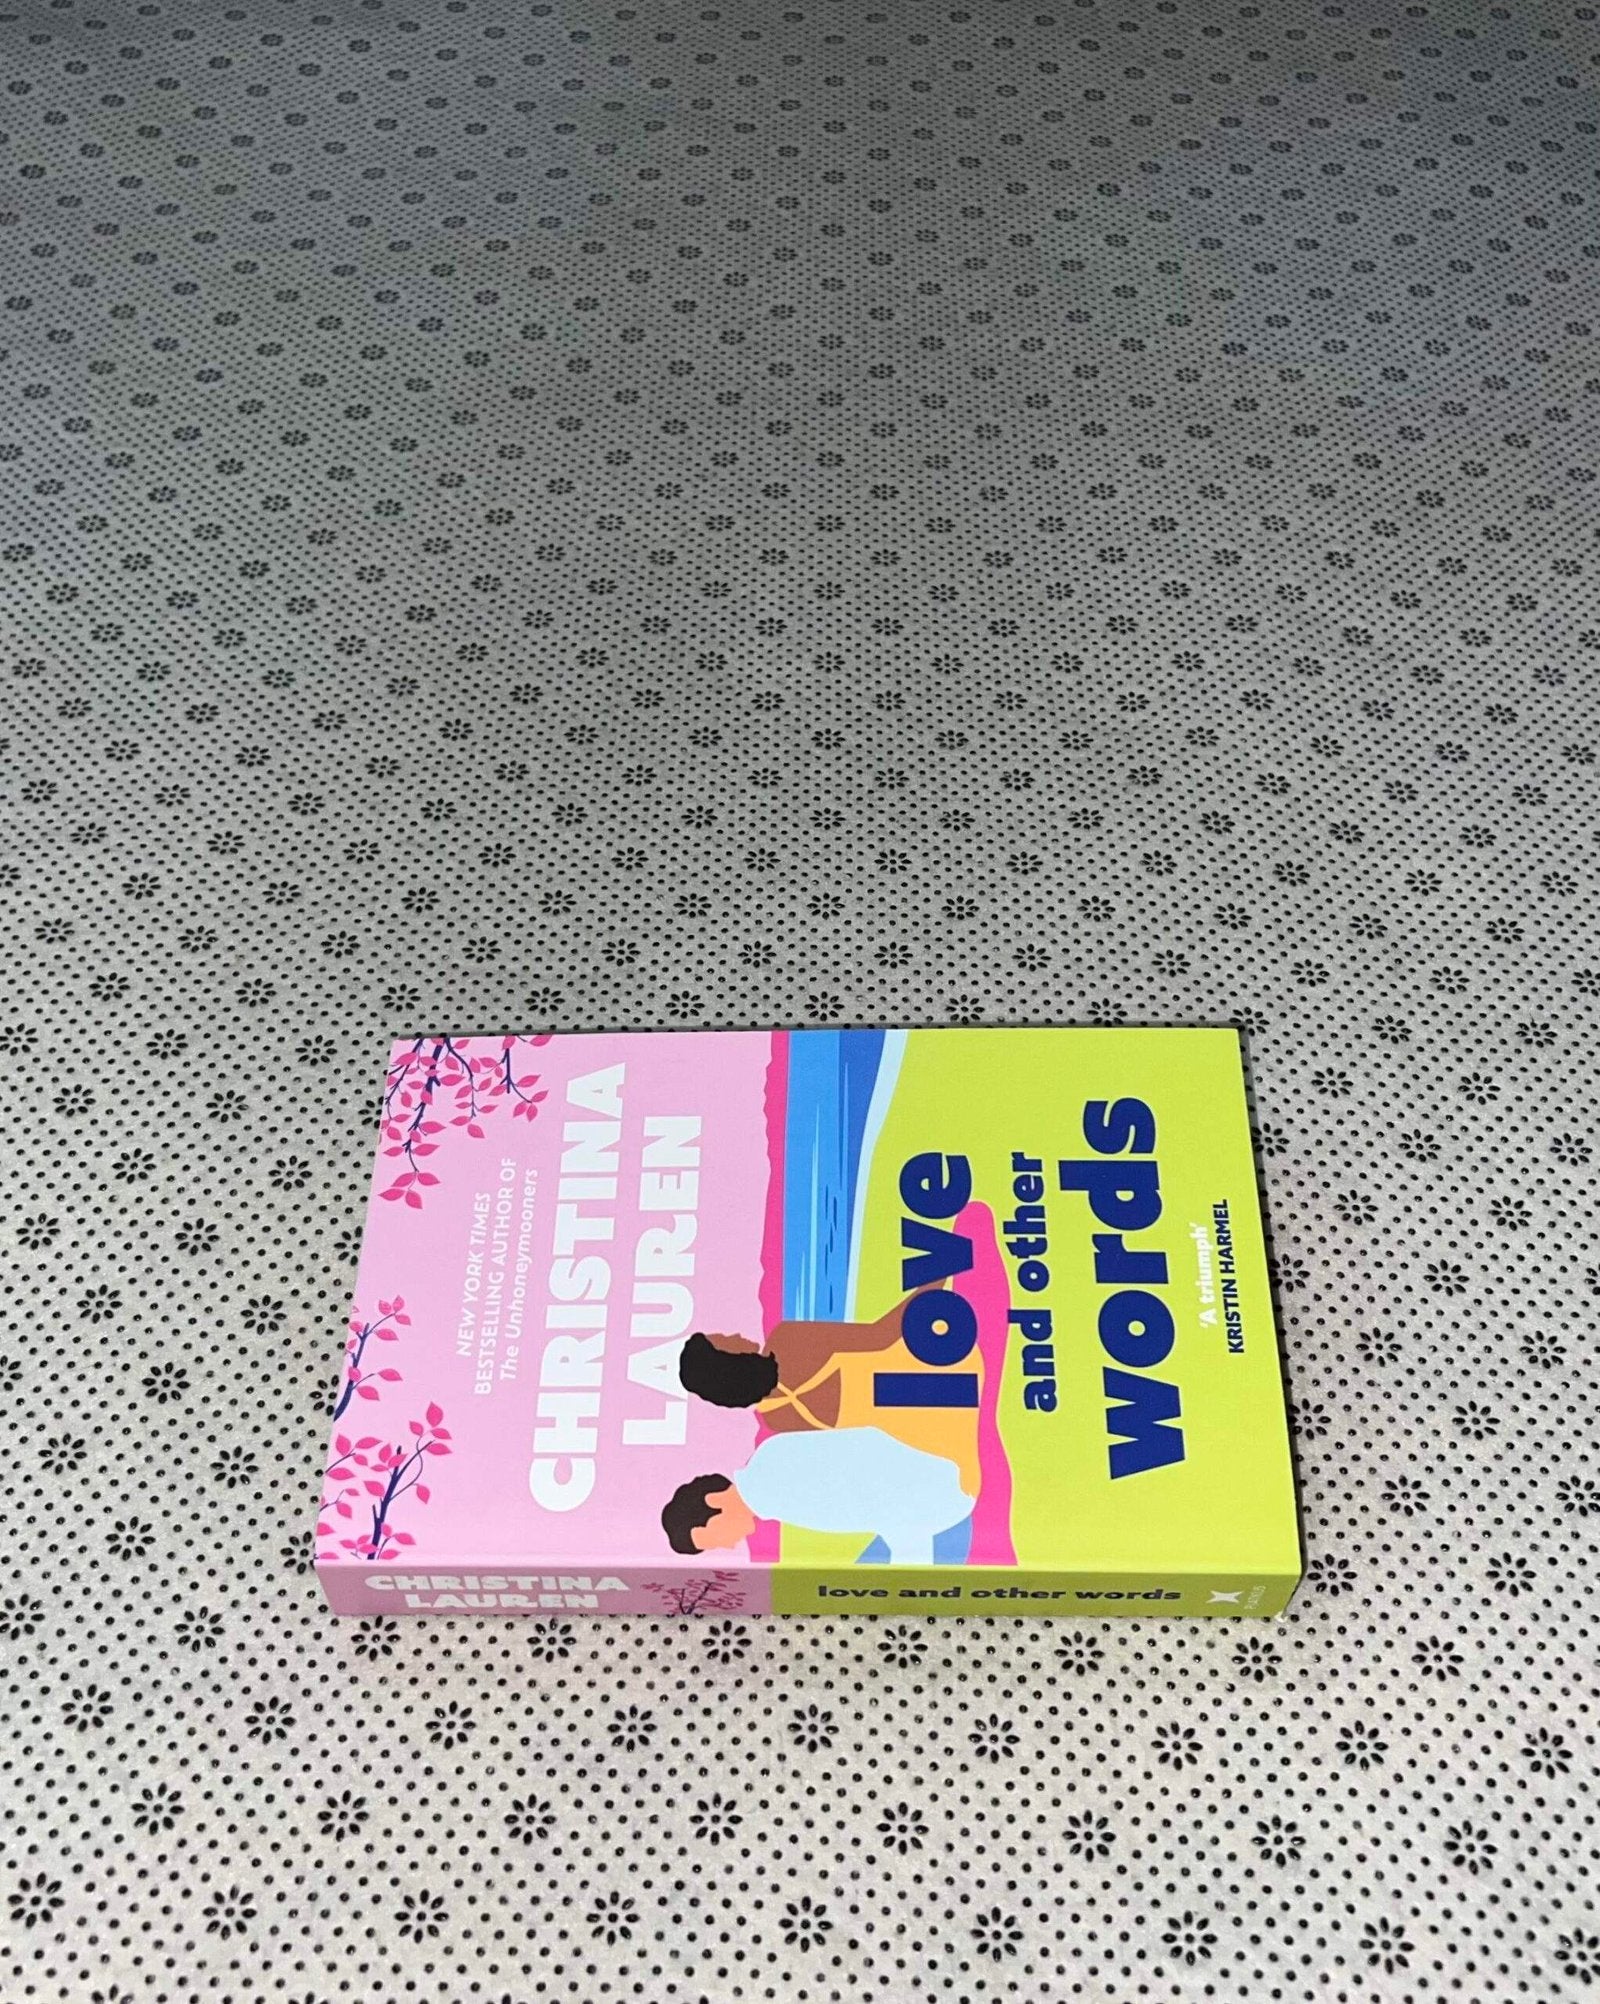 NEW YORK TIMES
BESTSELLING AUTHOR OF
The Unhoneymooners
CHRISTINA
LAUREN
love
and other
words
'A triumph'
KRISTIN HARMEL
CHRISTINA
LAUREN
love and other words
PIATKUS